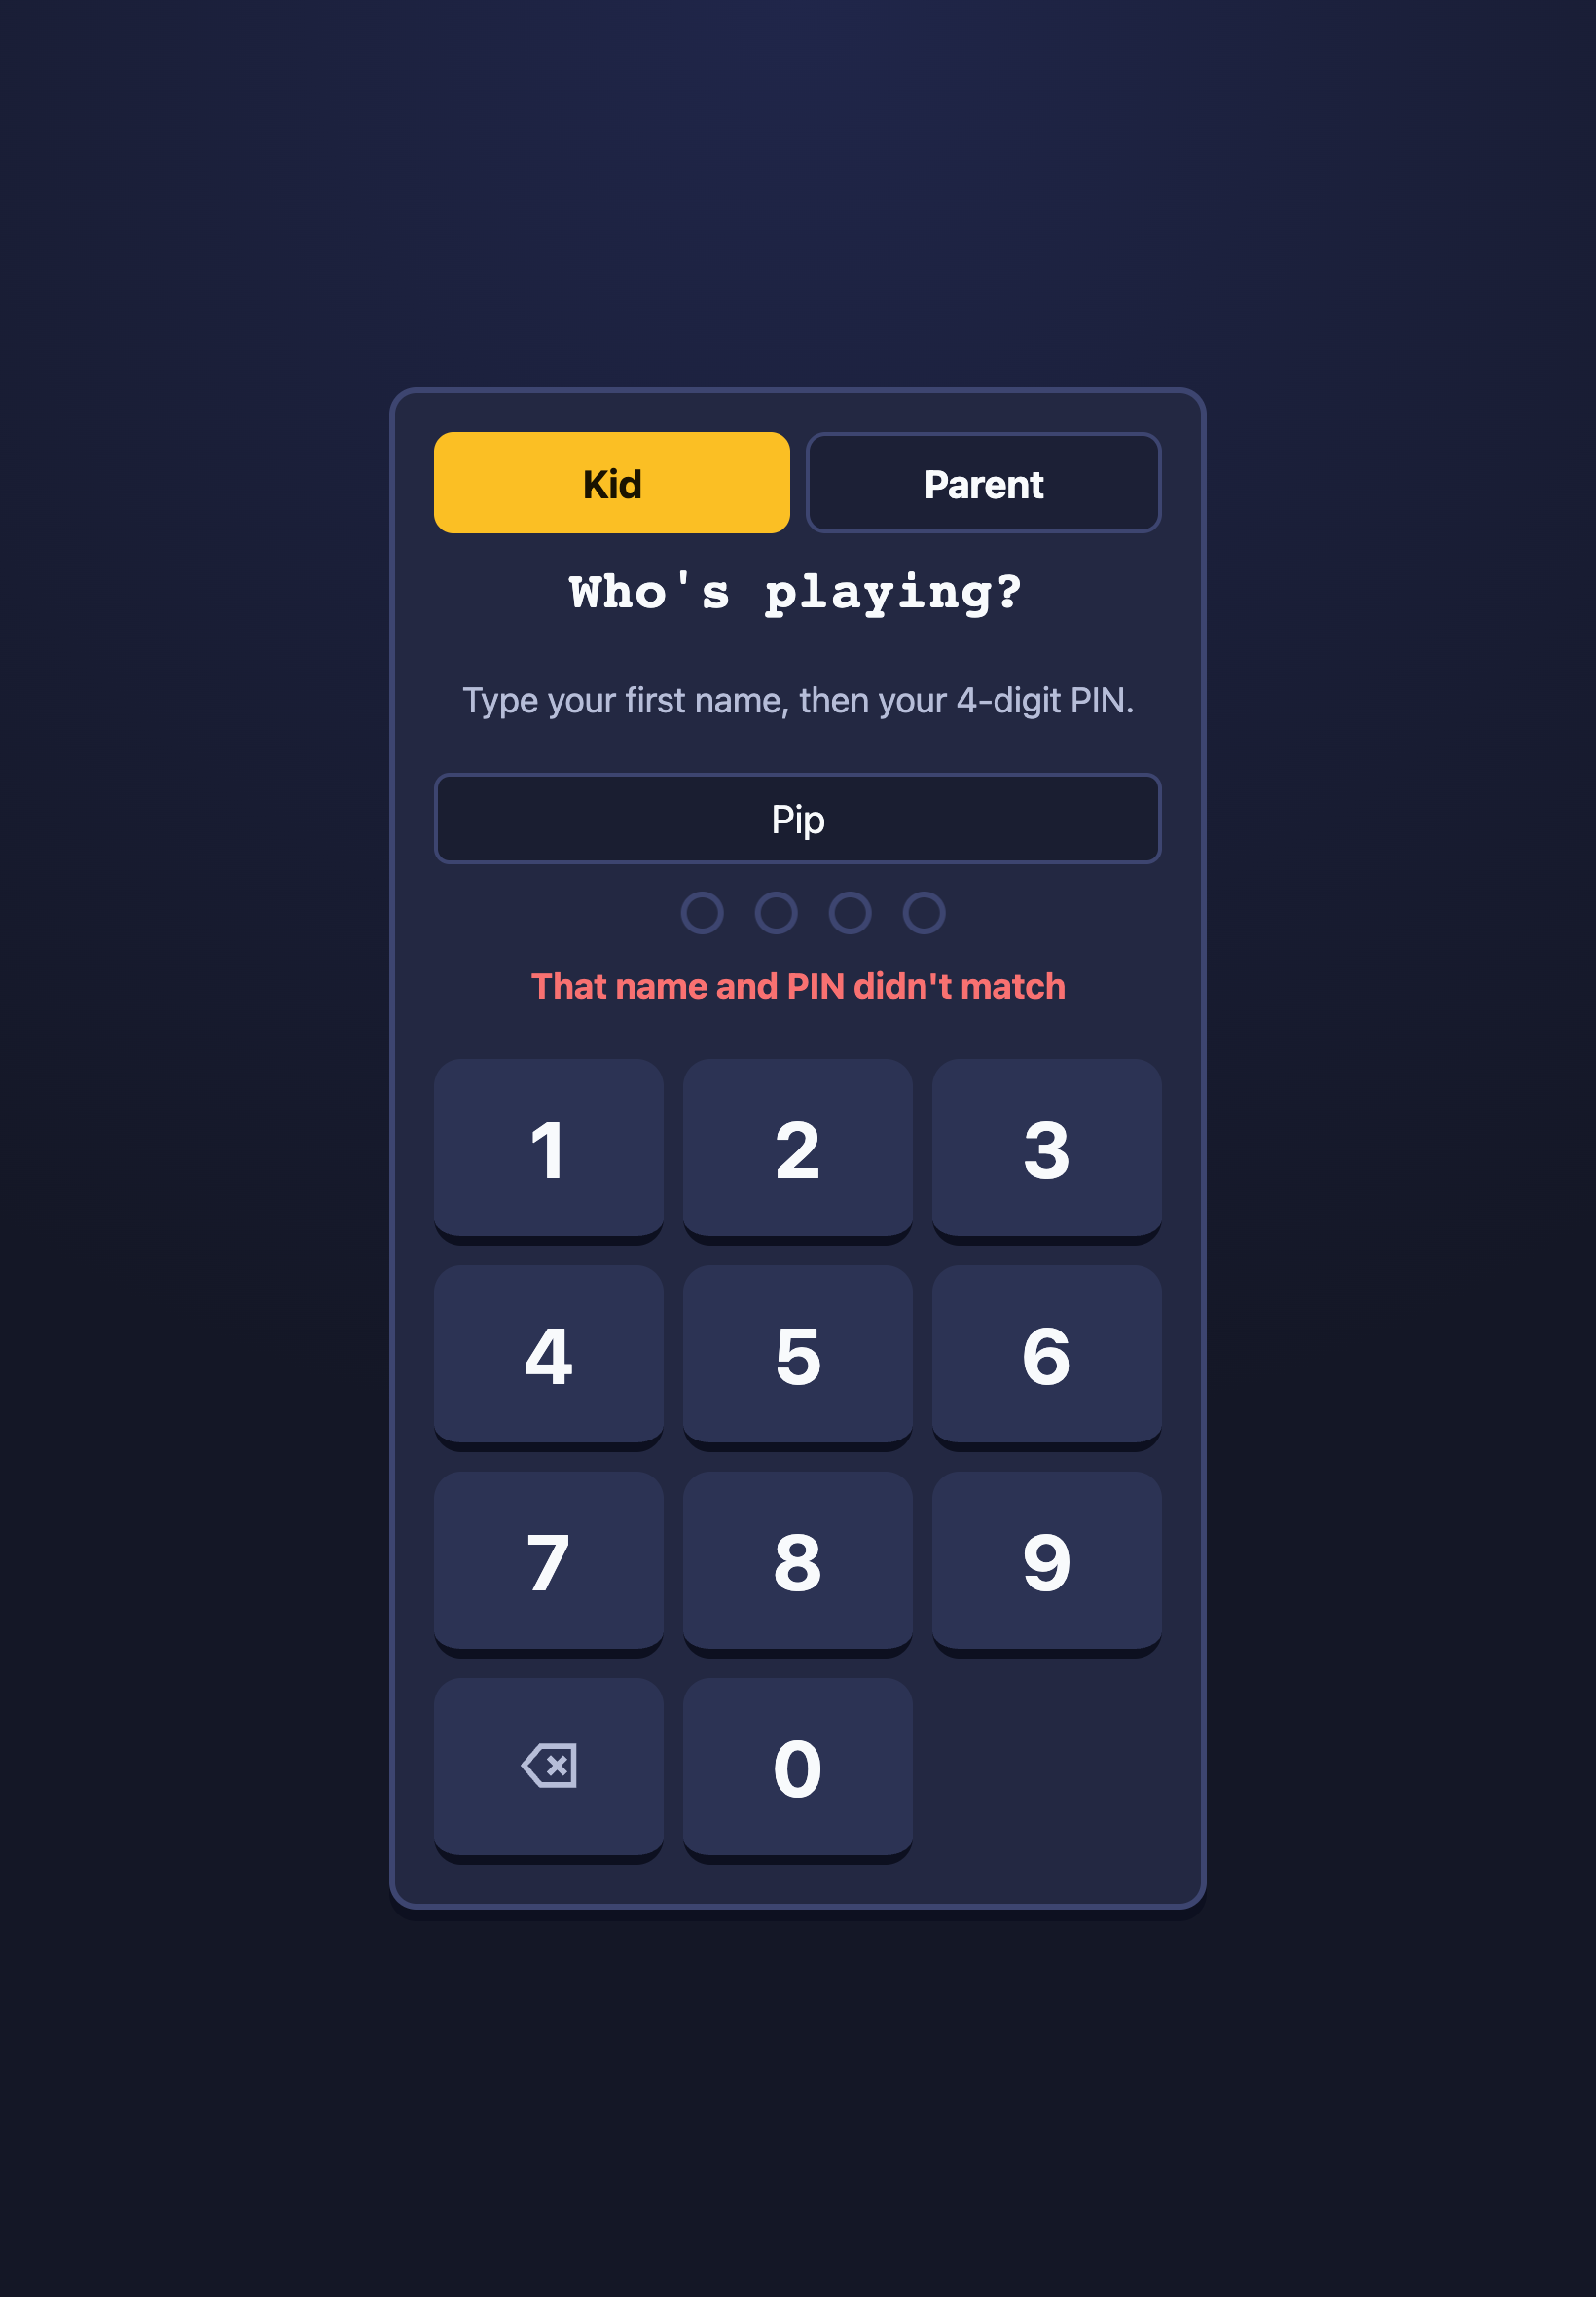 Kid Parent
Who's playing?
Type your first name, then your 4-digit PIN.
Pip
That name and PIN didn't match
1 2 3
4 5 6
7 8 9
0